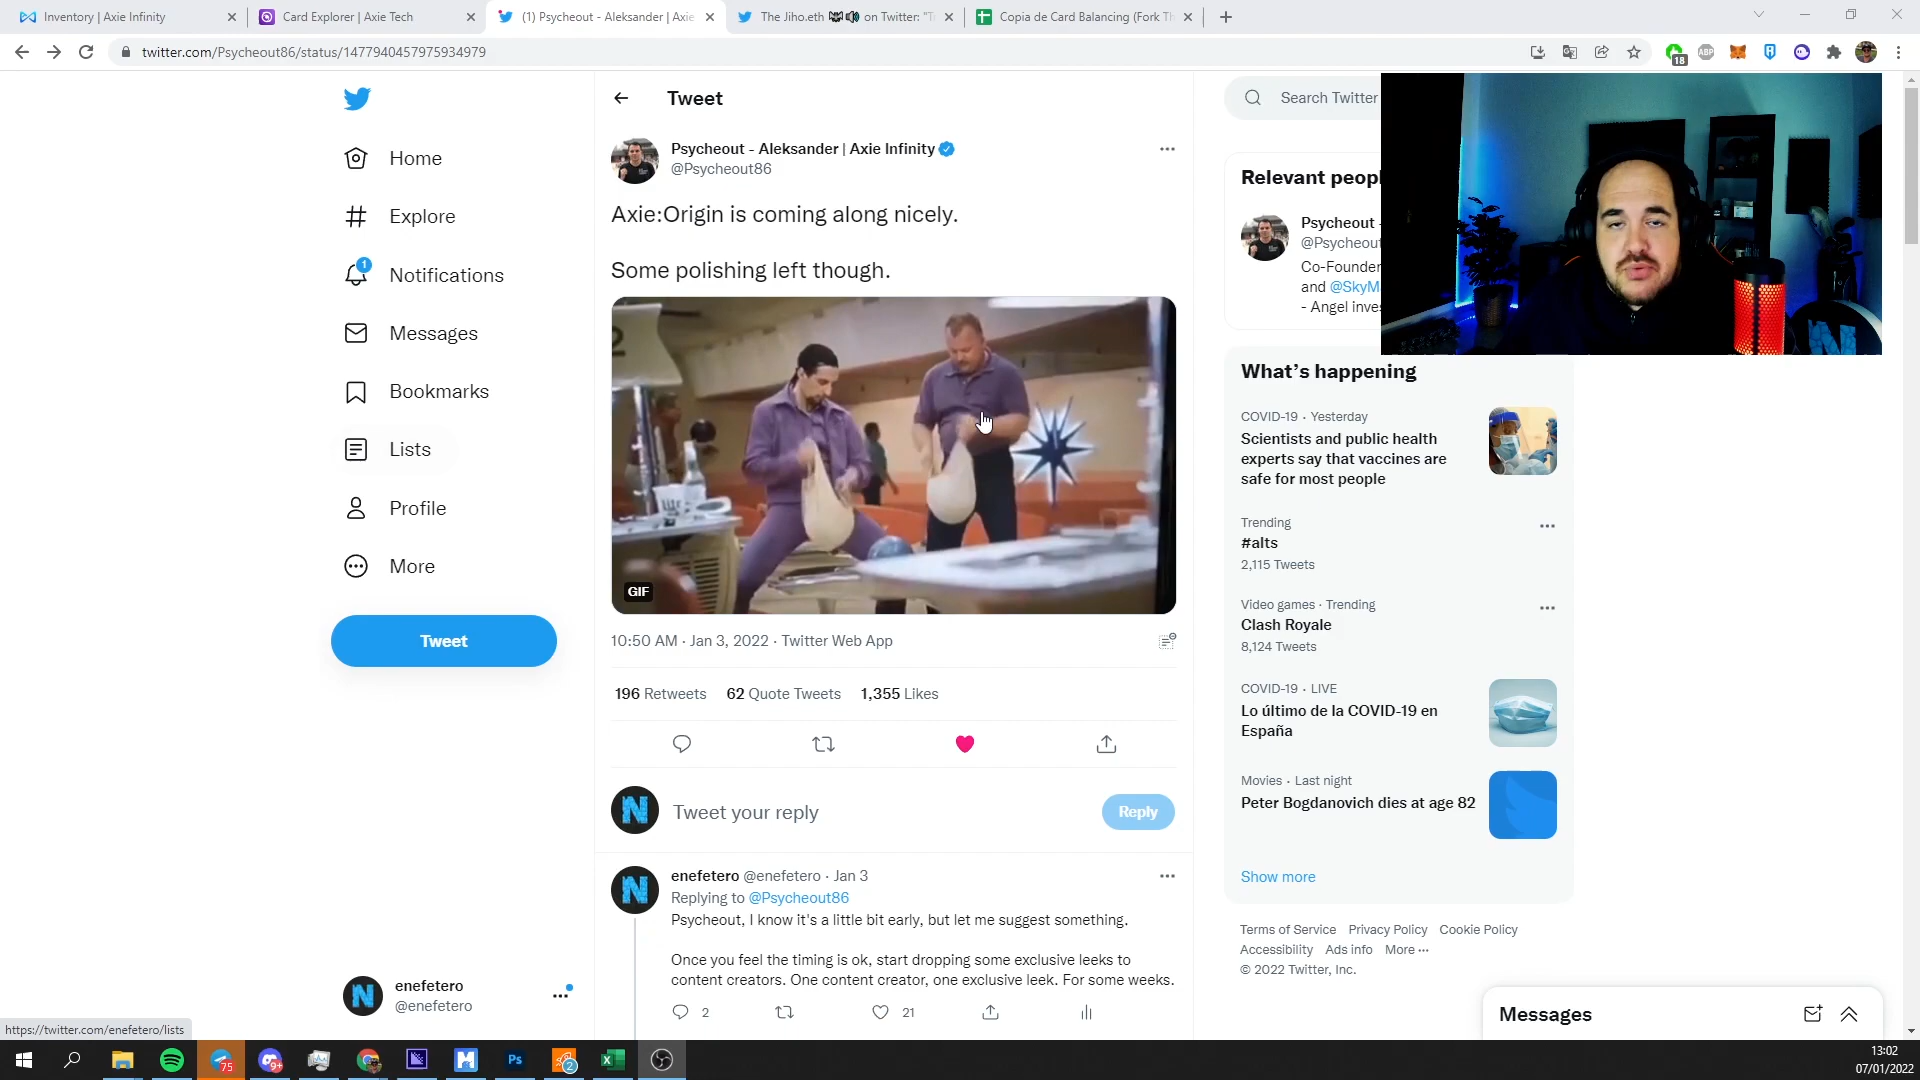 Inventory | Axie Infinity
Card Explorer | Axie Tech
(1) Psycheout - Aleksander | Axie
The Jiho.eth on Twitter: "T
Copia de Card Balancing (Fork Th
twitter.com/Psycheout86/status/1477940457975934979
18
ABP
Home
Explore
1
Notifications
Messages
Bookmarks
Lists
Profile
More
Tweet
enefetero
@enefetero
https://twitter.com/enefetero/lists
Tweet
Psycheout - Aleksander | Axie Infinity
@Psycheout86
Axie:Origin is coming along nicely.
Some polishing left though.
GIF
10:50 AM · Jan 3, 2022 · Twitter Web App
196 Retweets 62 Quote Tweets 1,355 Likes
Tweet your reply
Reply
enefetero @enefetero · Jan 3
Replying to @Psycheout86
Psycheout, I know it's a little bit early, but let me suggest something.
Once you feel the timing is ok, start dropping some exclusive leeks to
content creators. One content creator, one exclusive leek. For some weeks.
2
21
Search Twitter
Relevant peopl
Psycheout -
@Psycheout
Co-Founder
and @SkyM
- Angel inves
What's happening
COVID-19 · Yesterday
Scientists and public health
experts say that vaccines are
safe for most people
Trending
#alts
2,115 Tweets
Video games · Trending
Clash Royale
8,124 Tweets
COVID-19 · LIVE
Lo último de la COVID-19 en
España
Movies · Last night
Peter Bogdanovich dies at age 82
Show more
Terms of Service Privacy Policy Cookie Policy
Accessibility Ads info More ···
© 2022 Twitter, Inc.
Messages
75
9+
Ps
2
13:02
07/01/2022